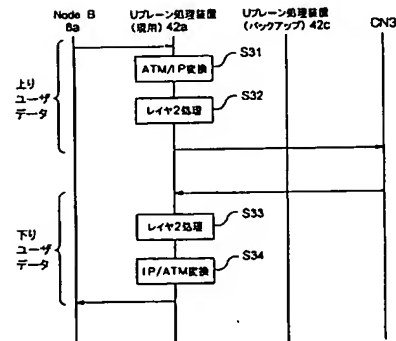 Node B
6a
Uプレーン処理装置
(現用) 42a
Uプレーン処理装置
(バックアップ) 42c
CN3
S31
ATM/IP変換
上り
ユーザ
データ
S32
レイヤ2処理
S33
レイヤ2処理
下り
ユーザ
データ
S34
IP/ATM変換